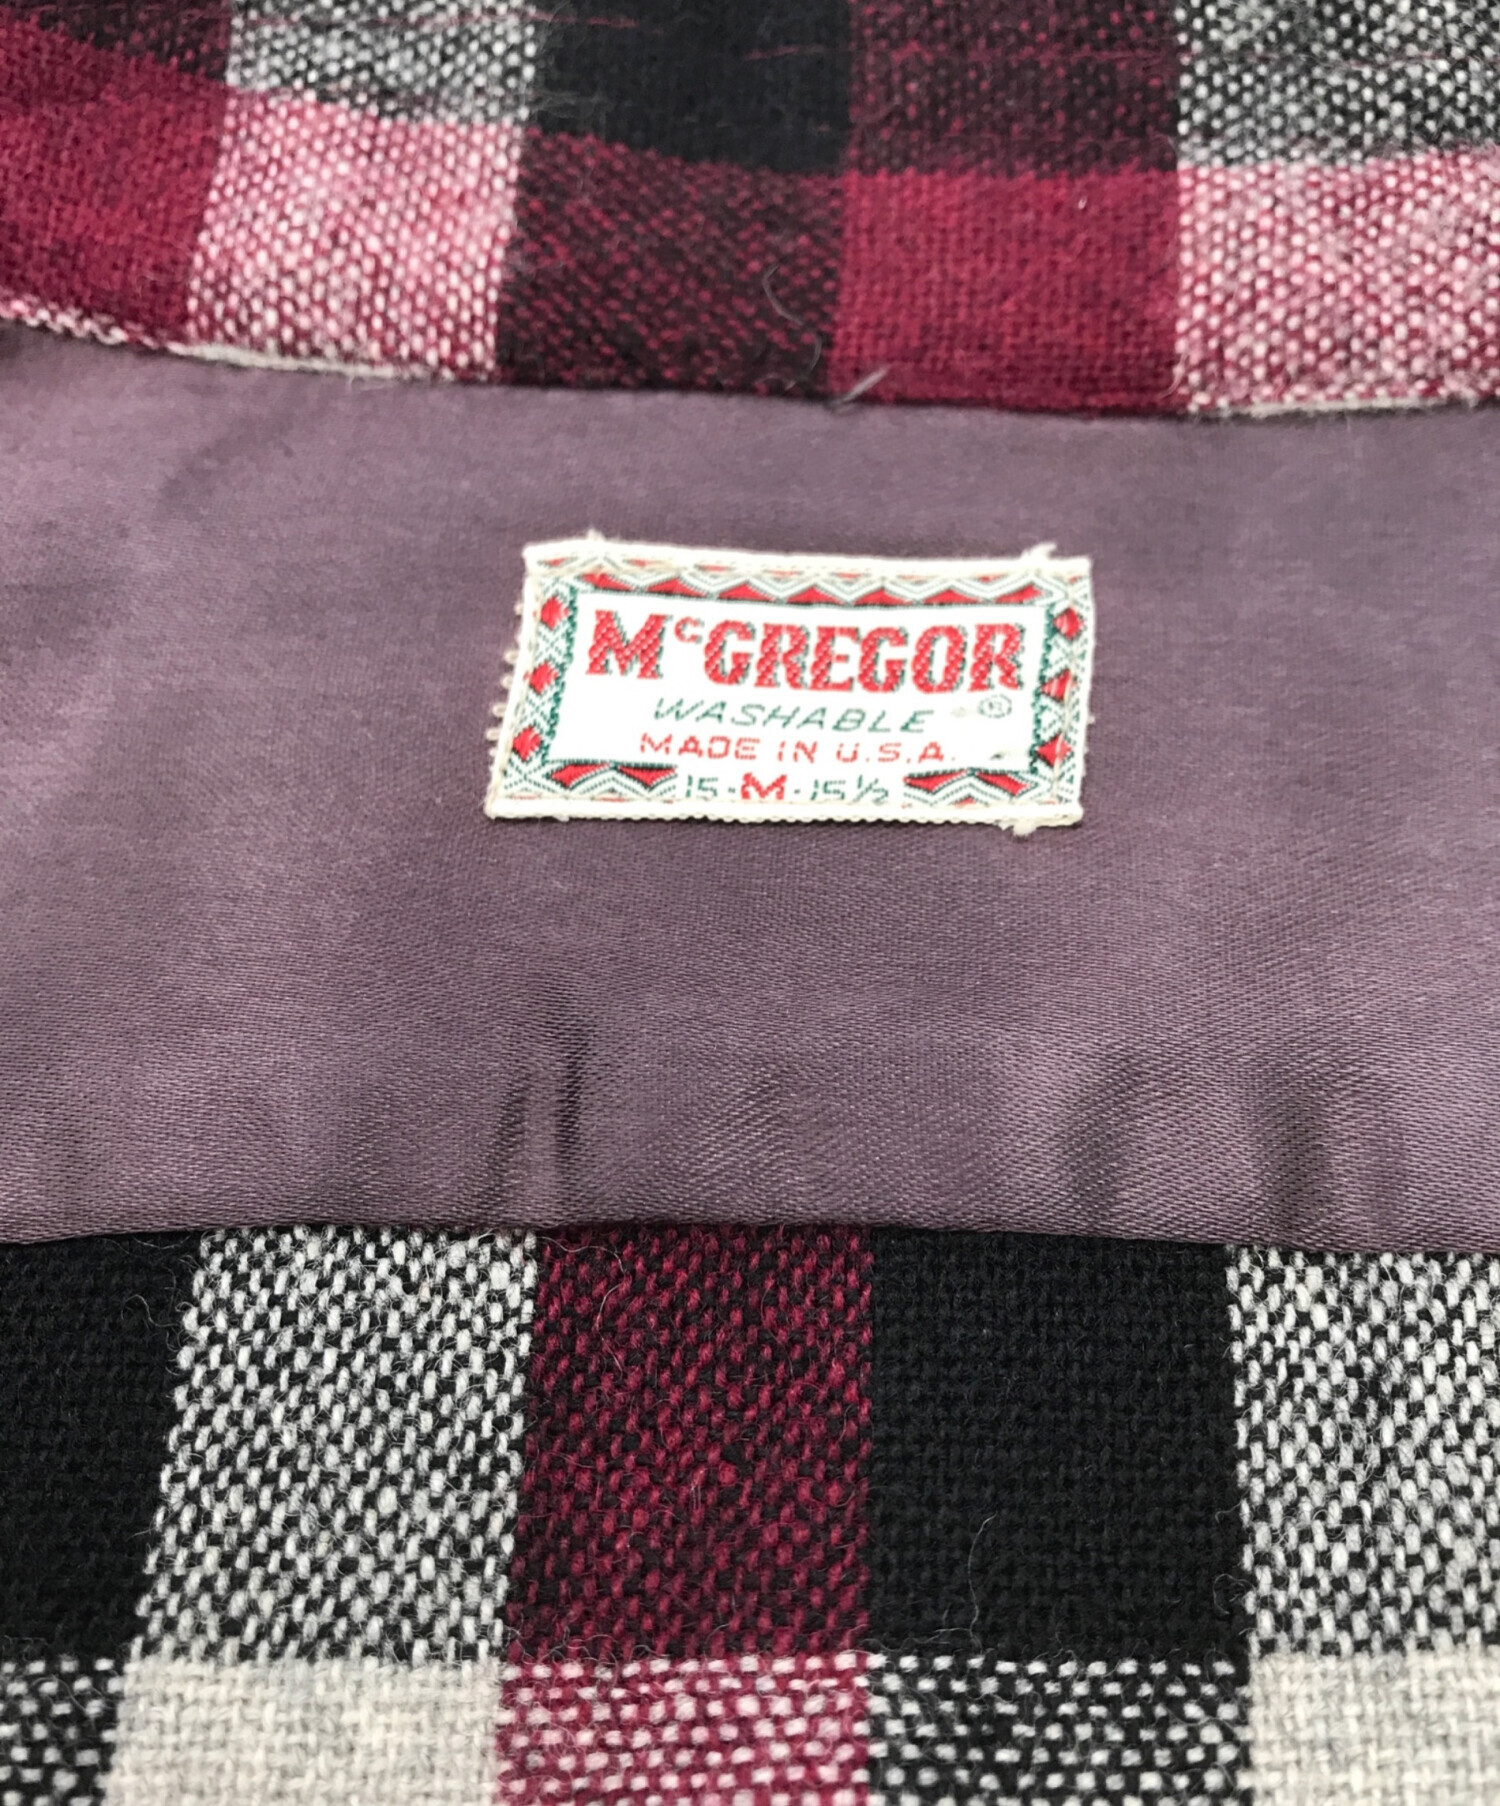 McGREGOR
WASHABLE ®
MADE IN U.S.A.
15-M-15½